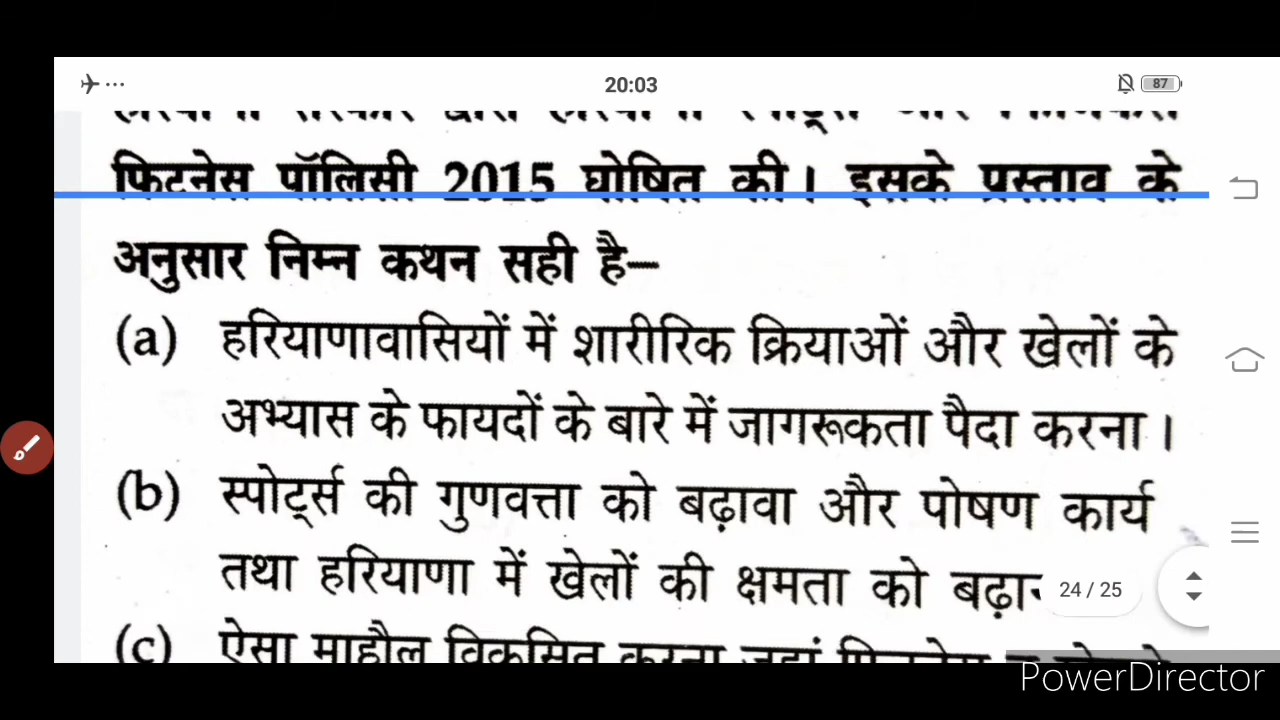 20:03
87
फिटनेस पॉलिसी 2015 घोषित की। इसके प्रस्ताव के
अनुसार निम्न कथन सही है–
(a) हरियाणावासियों में शारीरिक क्रियाओं और खेलों के
अभ्यास के फायदों के बारे में जागरूकता पैदा करना।
(b) स्पोर्ट्स की गुणवत्ता को बढ़ावा और पोषण कार्य
तथा हरियाणा में खेलों की क्षमता को
24 / 25
(c) ऐसा माहौल विकसित करना जहां
PowerDirector